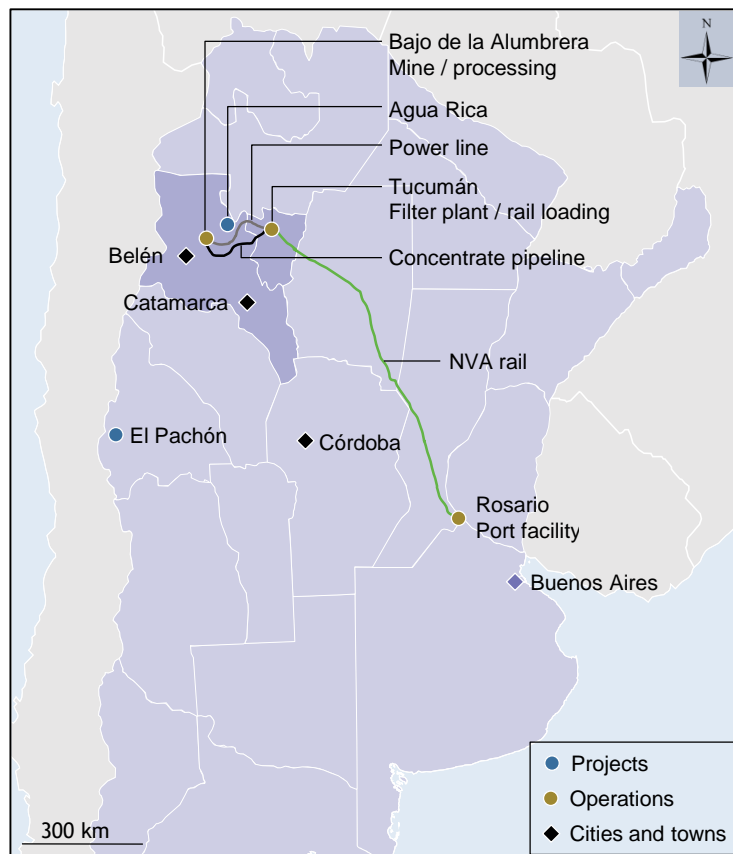 N
Bajo de la Alumbrera
Mine / processing
Agua Rica
Power line
Tucumán
Filter plant / rail loading
Belén
Concentrate pipeline
Catamarca
NVA rail
El Pachón
Córdoba
Rosario
Port facility
Buenos Aires
Projects
Operations
Cities and towns
300 km